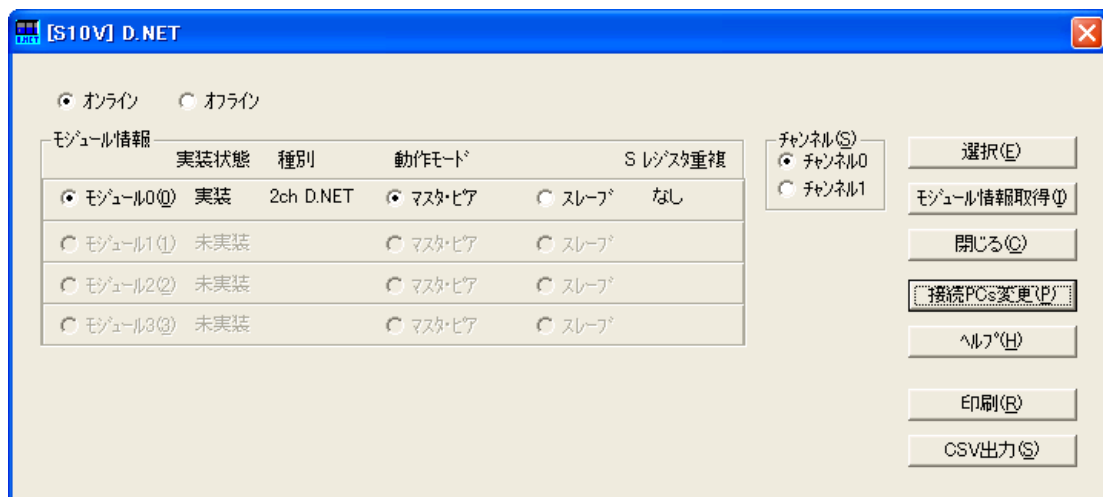 [S10V] D.NET
オンライン オフライン
モジュール情報
実装状態 種別 動作モード Sレジスタ重複
モジュール0(0) 実装 2ch D.NET マスタ・ピア スレーブ なし
モジュール1(1) 未実装 マスタ・ピア スレーブ
モジュール2(2) 未実装 マスタ・ピア スレーブ
モジュール3(3) 未実装 マスタ・ピア スレーブ
チャンネル(S)
チャンネル0
チャンネル1
選択(E)
モジュール情報取得(I)
閉じる(C)
接続PCs変更(P)
ヘルプ(H)
印刷(R)
CSV出力(S)